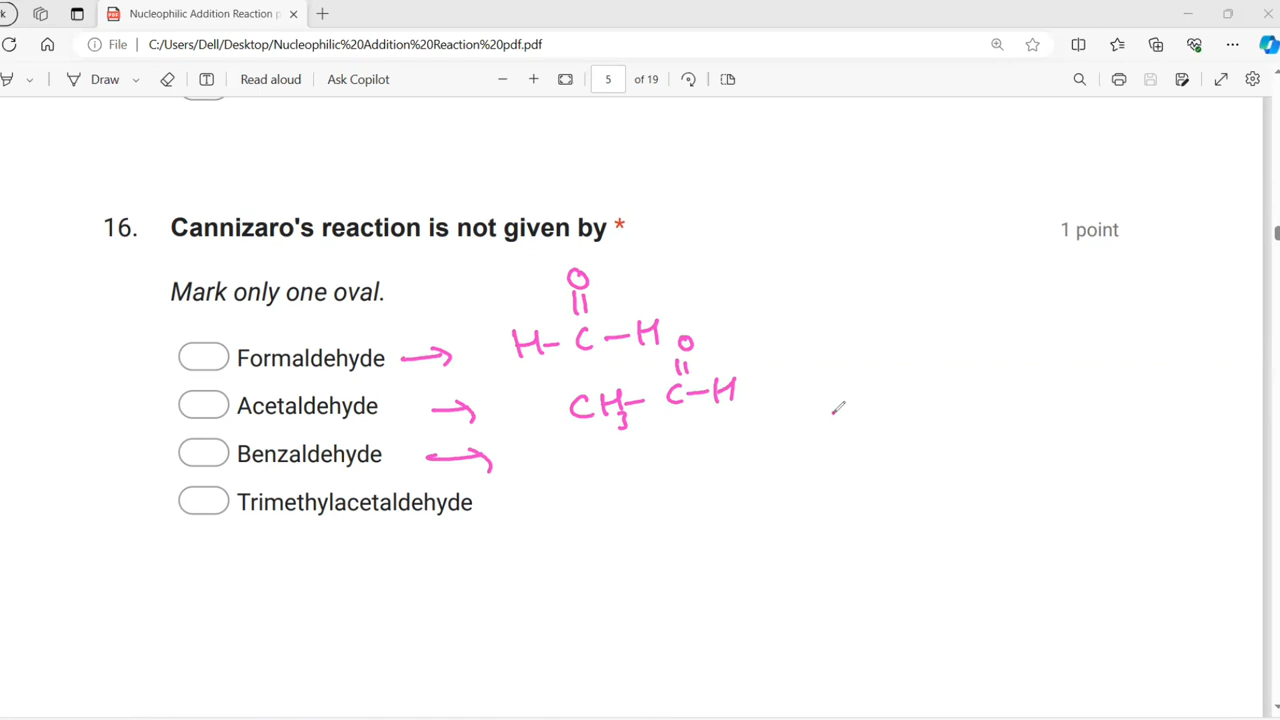 Nucleophilic Addition Reaction p
File C:/Users/Dell/Desktop/Nucleophilic%20Addition%20Reaction%20pdf.pdf
Draw Read aloud Ask Copilot 5 of 19
16. Cannizaro's reaction is not given by * 1 point
Mark only one oval.
O
||
H-C-H
Formaldehyde
O
||
CH3-C-H
Acetaldehyde
Benzaldehyde
Trimethylacetaldehyde